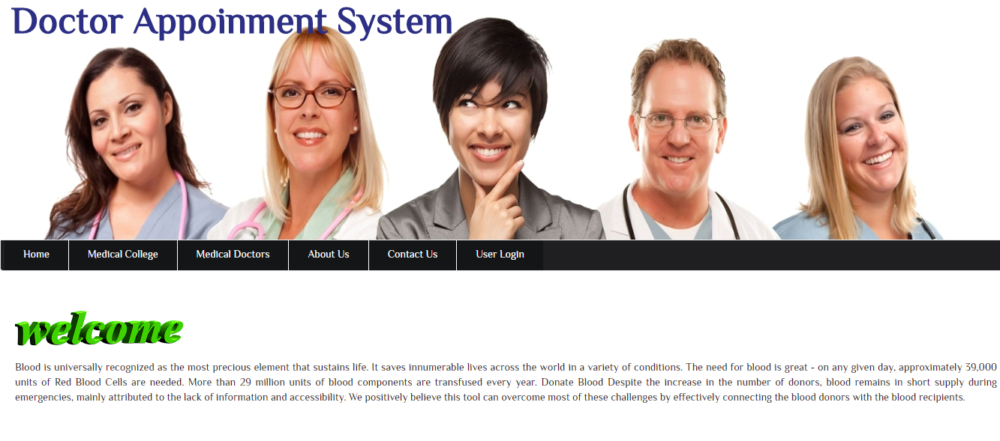 Doctor Appoinment System
Home Medical College Medical Doctors About Us Contact Us User Login
welcome
Blood is universally recognized as the most precious element that sustains life. It saves innumerable lives across the world in a variety of conditions. The need for blood is great - on any given day, approximately 39,000
units of Red Blood Cells are needed. More than 29 million units of blood components are transfused every year. Donate Blood Despite the increase in the number of donors, blood remains in short supply during
emergencies, mainly attributed to the lack of information and accessibility. We positively believe this tool can overcome most of these challenges by effectively connecting the blood donors with the blood recipients.